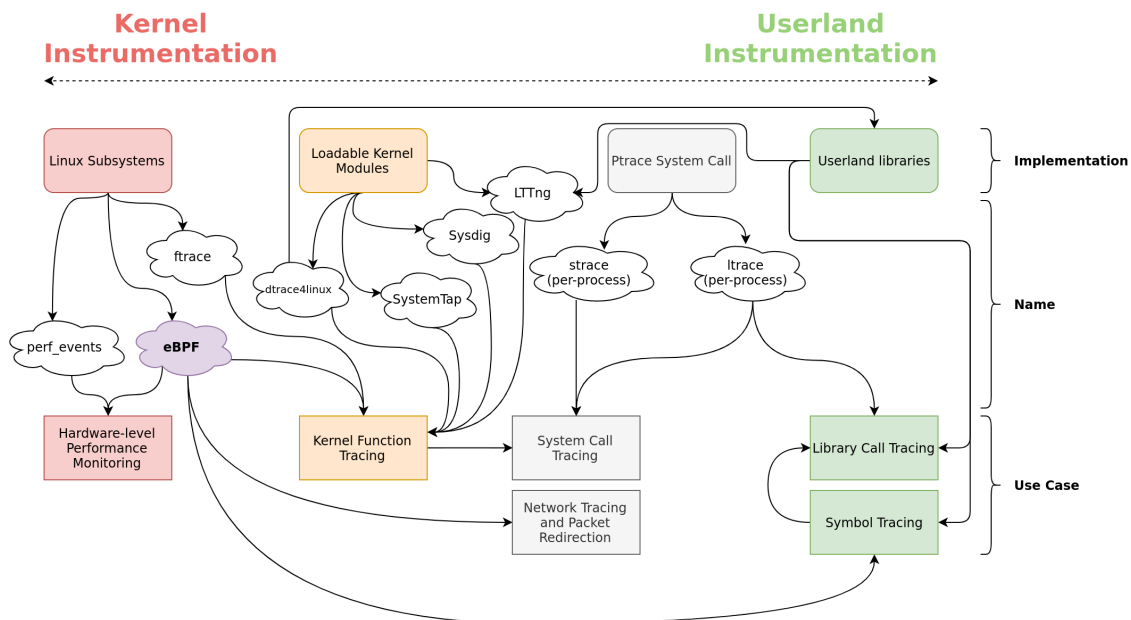 Kernel
Instrumentation
Userland
Instrumentation
Linux Subsystems
Loadable Kernel
Modules
Ptrace System Call
Userland libraries
Implementation
LTTng
Sysdig
ftrace
strace
(per-process)
ltrace
(per-process)
dtrace4linux
SystemTap
Name
perf_events
eBPF
Hardware-level
Performance
Monitoring
Kernel Function
Tracing
System Call
Tracing
Library Call Tracing
Use Case
Network Tracing
and Packet
Redirection
Symbol Tracing